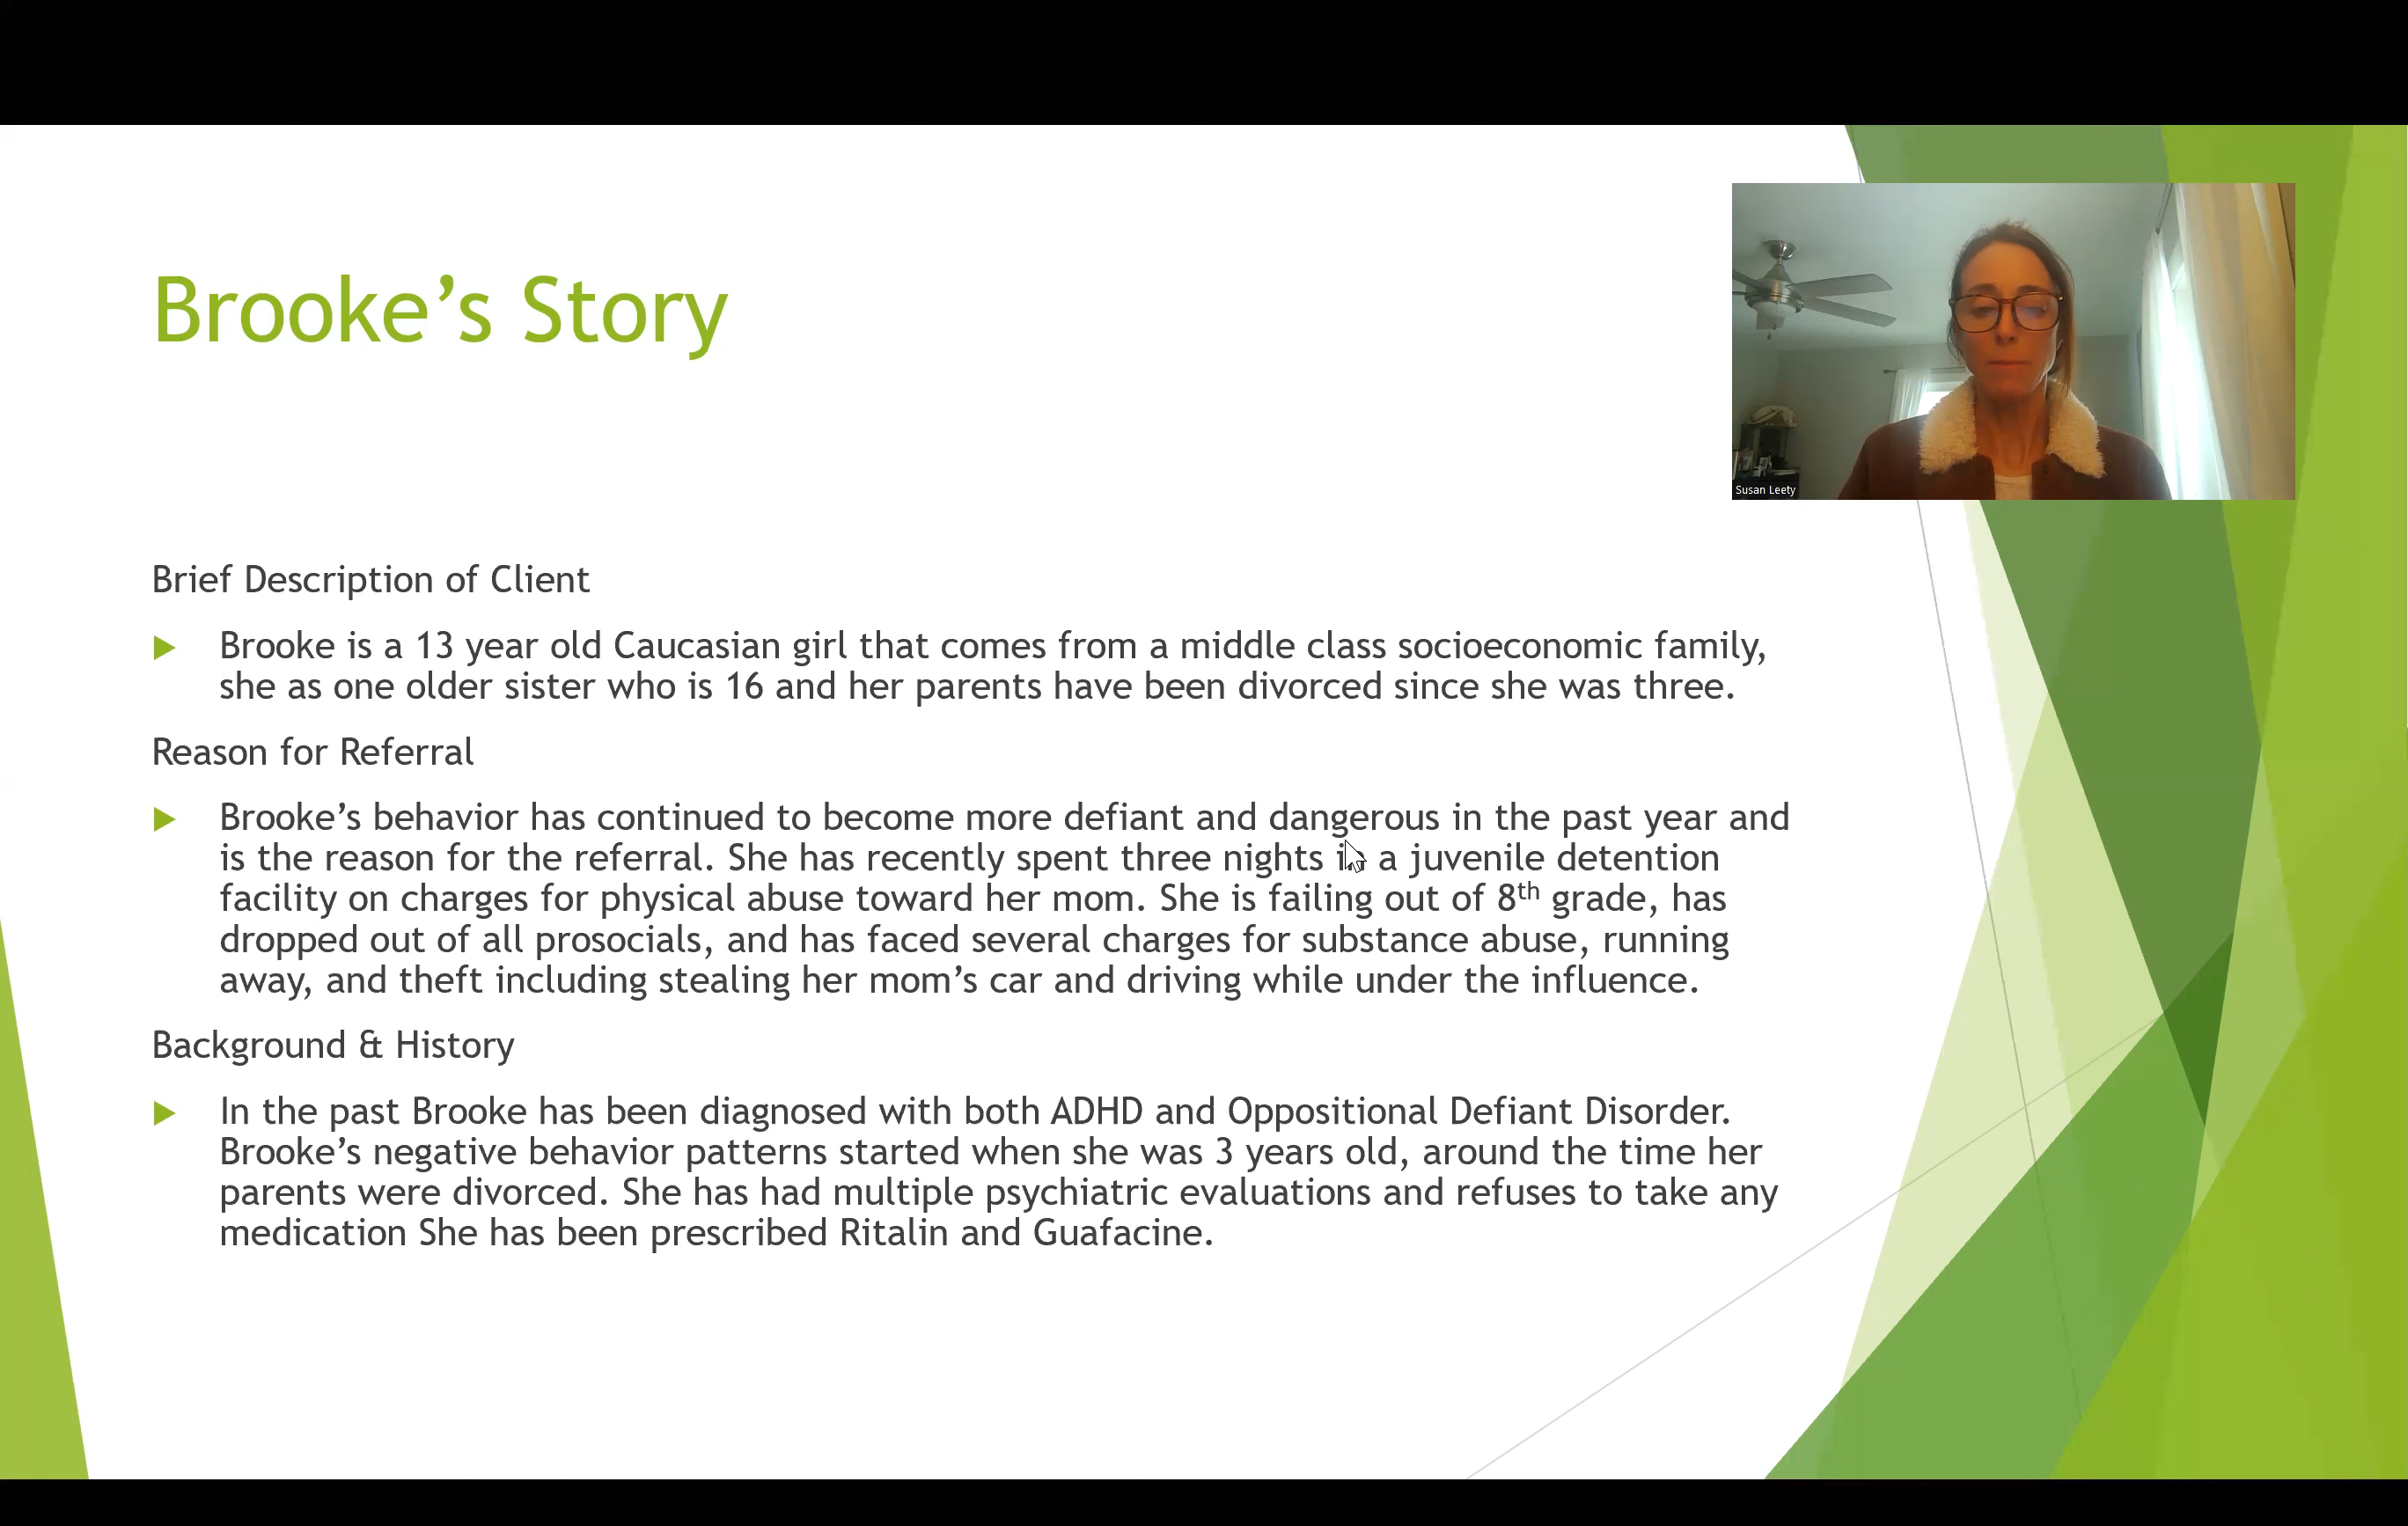 Brooke’s Story
Susan Leety
Brief Description of Client
Brooke is a 13 year old Caucasian girl that comes from a middle class socioeconomic family,
she as one older sister who is 16 and her parents have been divorced since she was three.
Reason for Referral
Brooke’s behavior has continued to become more defiant and dangerous in the past year and
is the reason for the referral. She has recently spent three nights in a juvenile detention
facility on charges for physical abuse toward her mom. She is failing out of 8th grade, has
dropped out of all prosocials, and has faced several charges for substance abuse, running
away, and theft including stealing her mom’s car and driving while under the influence.
Background & History
In the past Brooke has been diagnosed with both ADHD and Oppositional Defiant Disorder.
Brooke’s negative behavior patterns started when she was 3 years old, around the time her
parents were divorced. She has had multiple psychiatric evaluations and refuses to take any
medication She has been prescribed Ritalin and Guafacine.